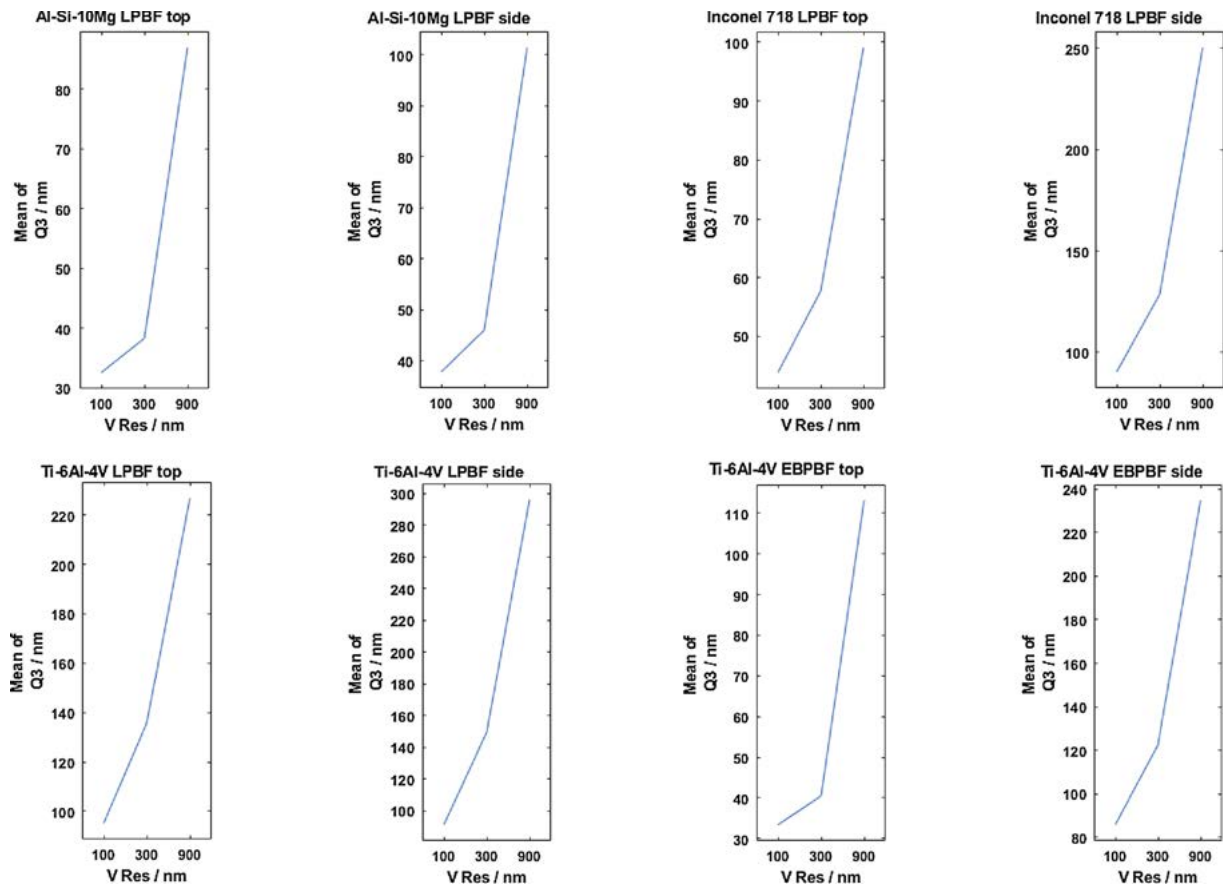 Al-Si-10Mg LPBF top
80
70
60
50
40
30
Mean of
Q3 / nm
100 300 900
V Res / nm
Al-Si-10Mg LPBF side
100
90
80
70
60
50
40
Mean of
Q3 / nm
100 300 900
V Res / nm
Inconel 718 LPBF top
100
90
80
70
60
50
Mean of
Q3 / nm
100 300 900
V Res / nm
Inconel 718 LPBF side
250
200
150
100
Mean of
Q3 / nm
100 300 900
V Res / nm
Ti-6Al-4V LPBF top
220
200
180
160
140
120
100
Mean of
Q3 / nm
100 300 900
V Res / nm
Ti-6Al-4V LPBF side
300
280
260
240
220
200
180
160
140
120
100
Mean of
Q3 / nm
100 300 900
V Res / nm
Ti-6Al-4V EBPBF top
110
100
90
80
70
60
50
40
30
Mean of
Q3 / nm
100 300 900
V Res / nm
Ti-6Al-4V EBPBF side
240
220
200
180
160
140
120
100
80
Mean of
Q3 / nm
100 300 900
V Res / nm